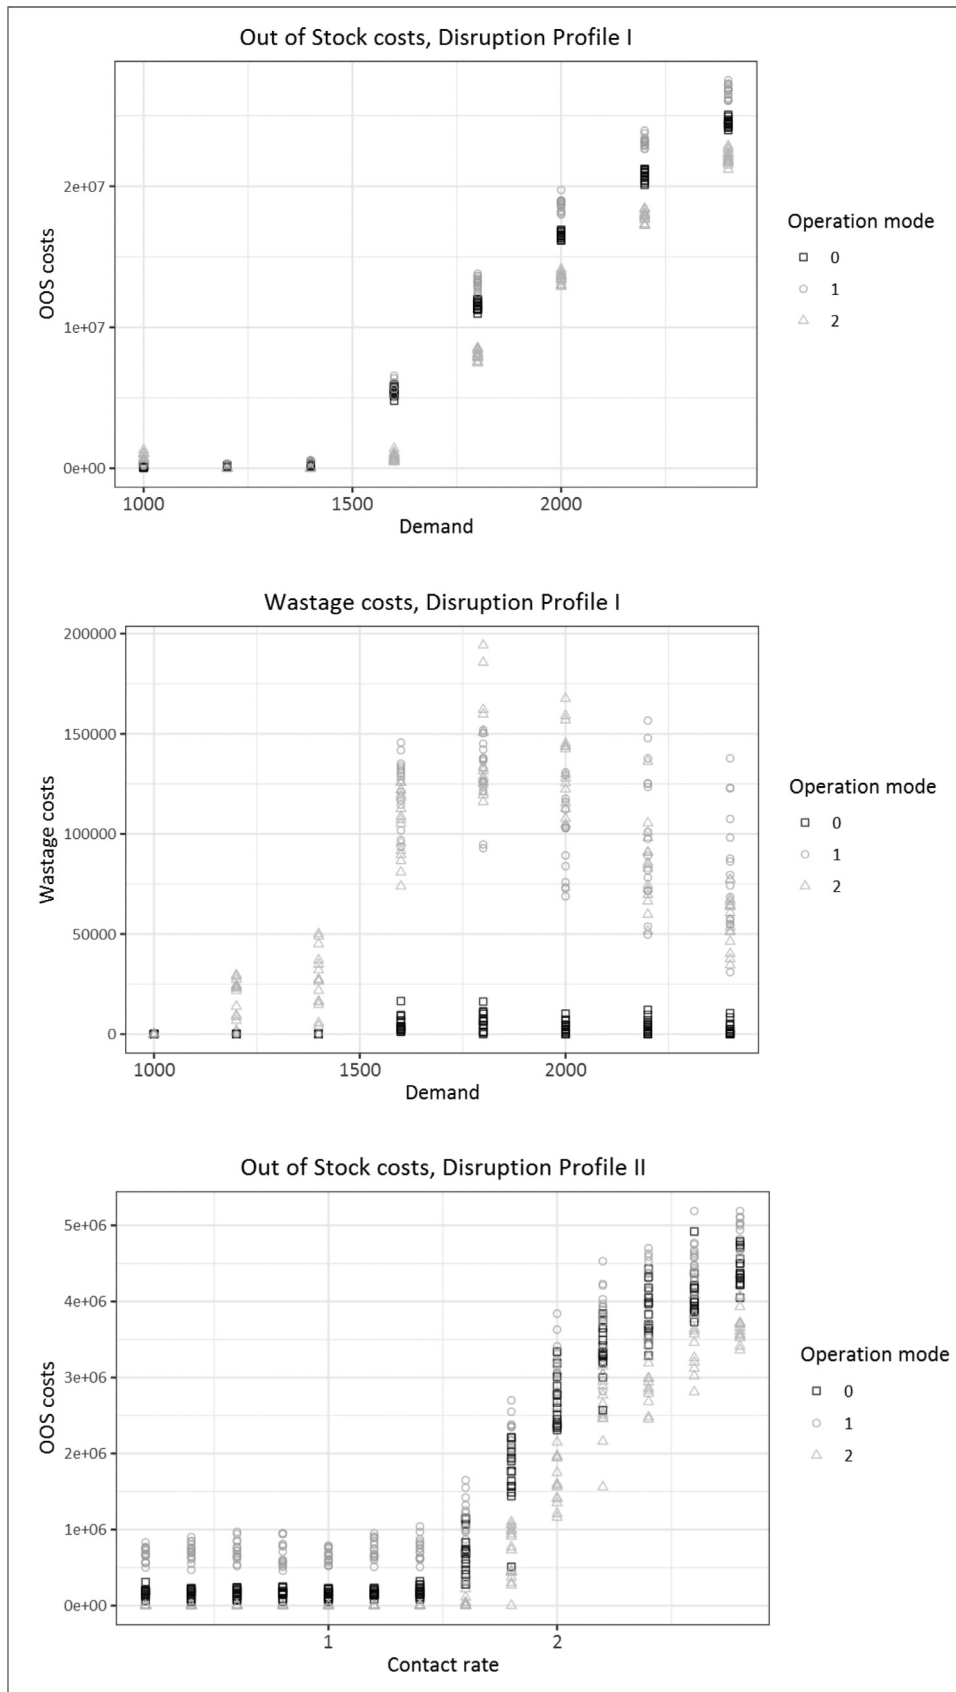 Out of Stock costs, Disruption Profile I
OOS costs
2e+07
1e+07
0e+00
1000
1500
2000
Demand
Operation mode
0
1
2
Wastage costs, Disruption Profile I
Wastage costs
200000
150000
100000
50000
0
1000
1500
2000
Demand
Operation mode
0
1
2
Out of Stock costs, Disruption Profile II
OOS costs
5e+06
4e+06
3e+06
2e+06
1e+06
0e+00
1
2
Contact rate
Operation mode
0
1
2